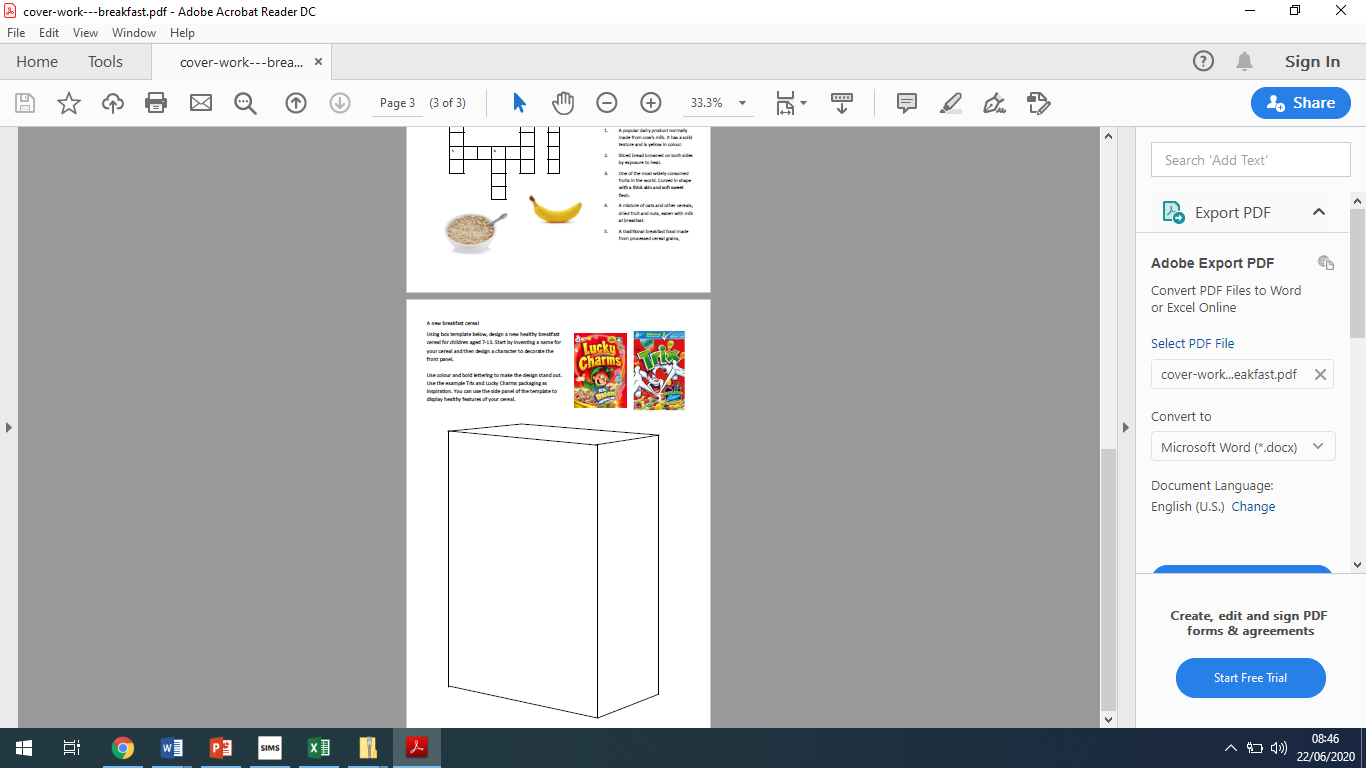 cover-work---breakfast.pdf - Adobe Acrobat Reader DC
File Edit View Window Help
Home Tools cover-work---brea... × Sign In
Page 3 (3 of 3) 33.3% Share
1. A popular dairy product normally
made from cow's milk. It has a solid
texture and is yellow in colour.
2. Sliced bread browned on both sides
by exposure to heat.
3. One of the most widely consumed
fruits in the world. Curved in shape
with a thick skin and soft sweet
flesh.
4. A mixture of oats and other cereals,
dried fruit and nuts, eaten with milk
at breakfast.
5. A traditional breakfast food made
from processed cereal grains,
A new breakfast cereal
Using box template below, design a new healthy breakfast
cereal for children aged 7-13. Start by inventing a name for
your cereal and then design a character to decorate the
front panel.
Use colour and bold lettering to make the design stand out.
Use the example Trix and Lucky Charms packaging as
inspiration. You can use the side panel of the template to
display healthy features of your cereal.
Lucky
Charms
Trix
Search 'Add Text'
Export PDF
Adobe Export PDF
Convert PDF Files to Word
or Excel Online
Select PDF File
cover-work...eakfast.pdf
Convert to
Microsoft Word (*.docx)
Document Language:
English (U.S.) Change
Create, edit and sign PDF
forms & agreements
Start Free Trial
SIMS
08:46
22/06/2020